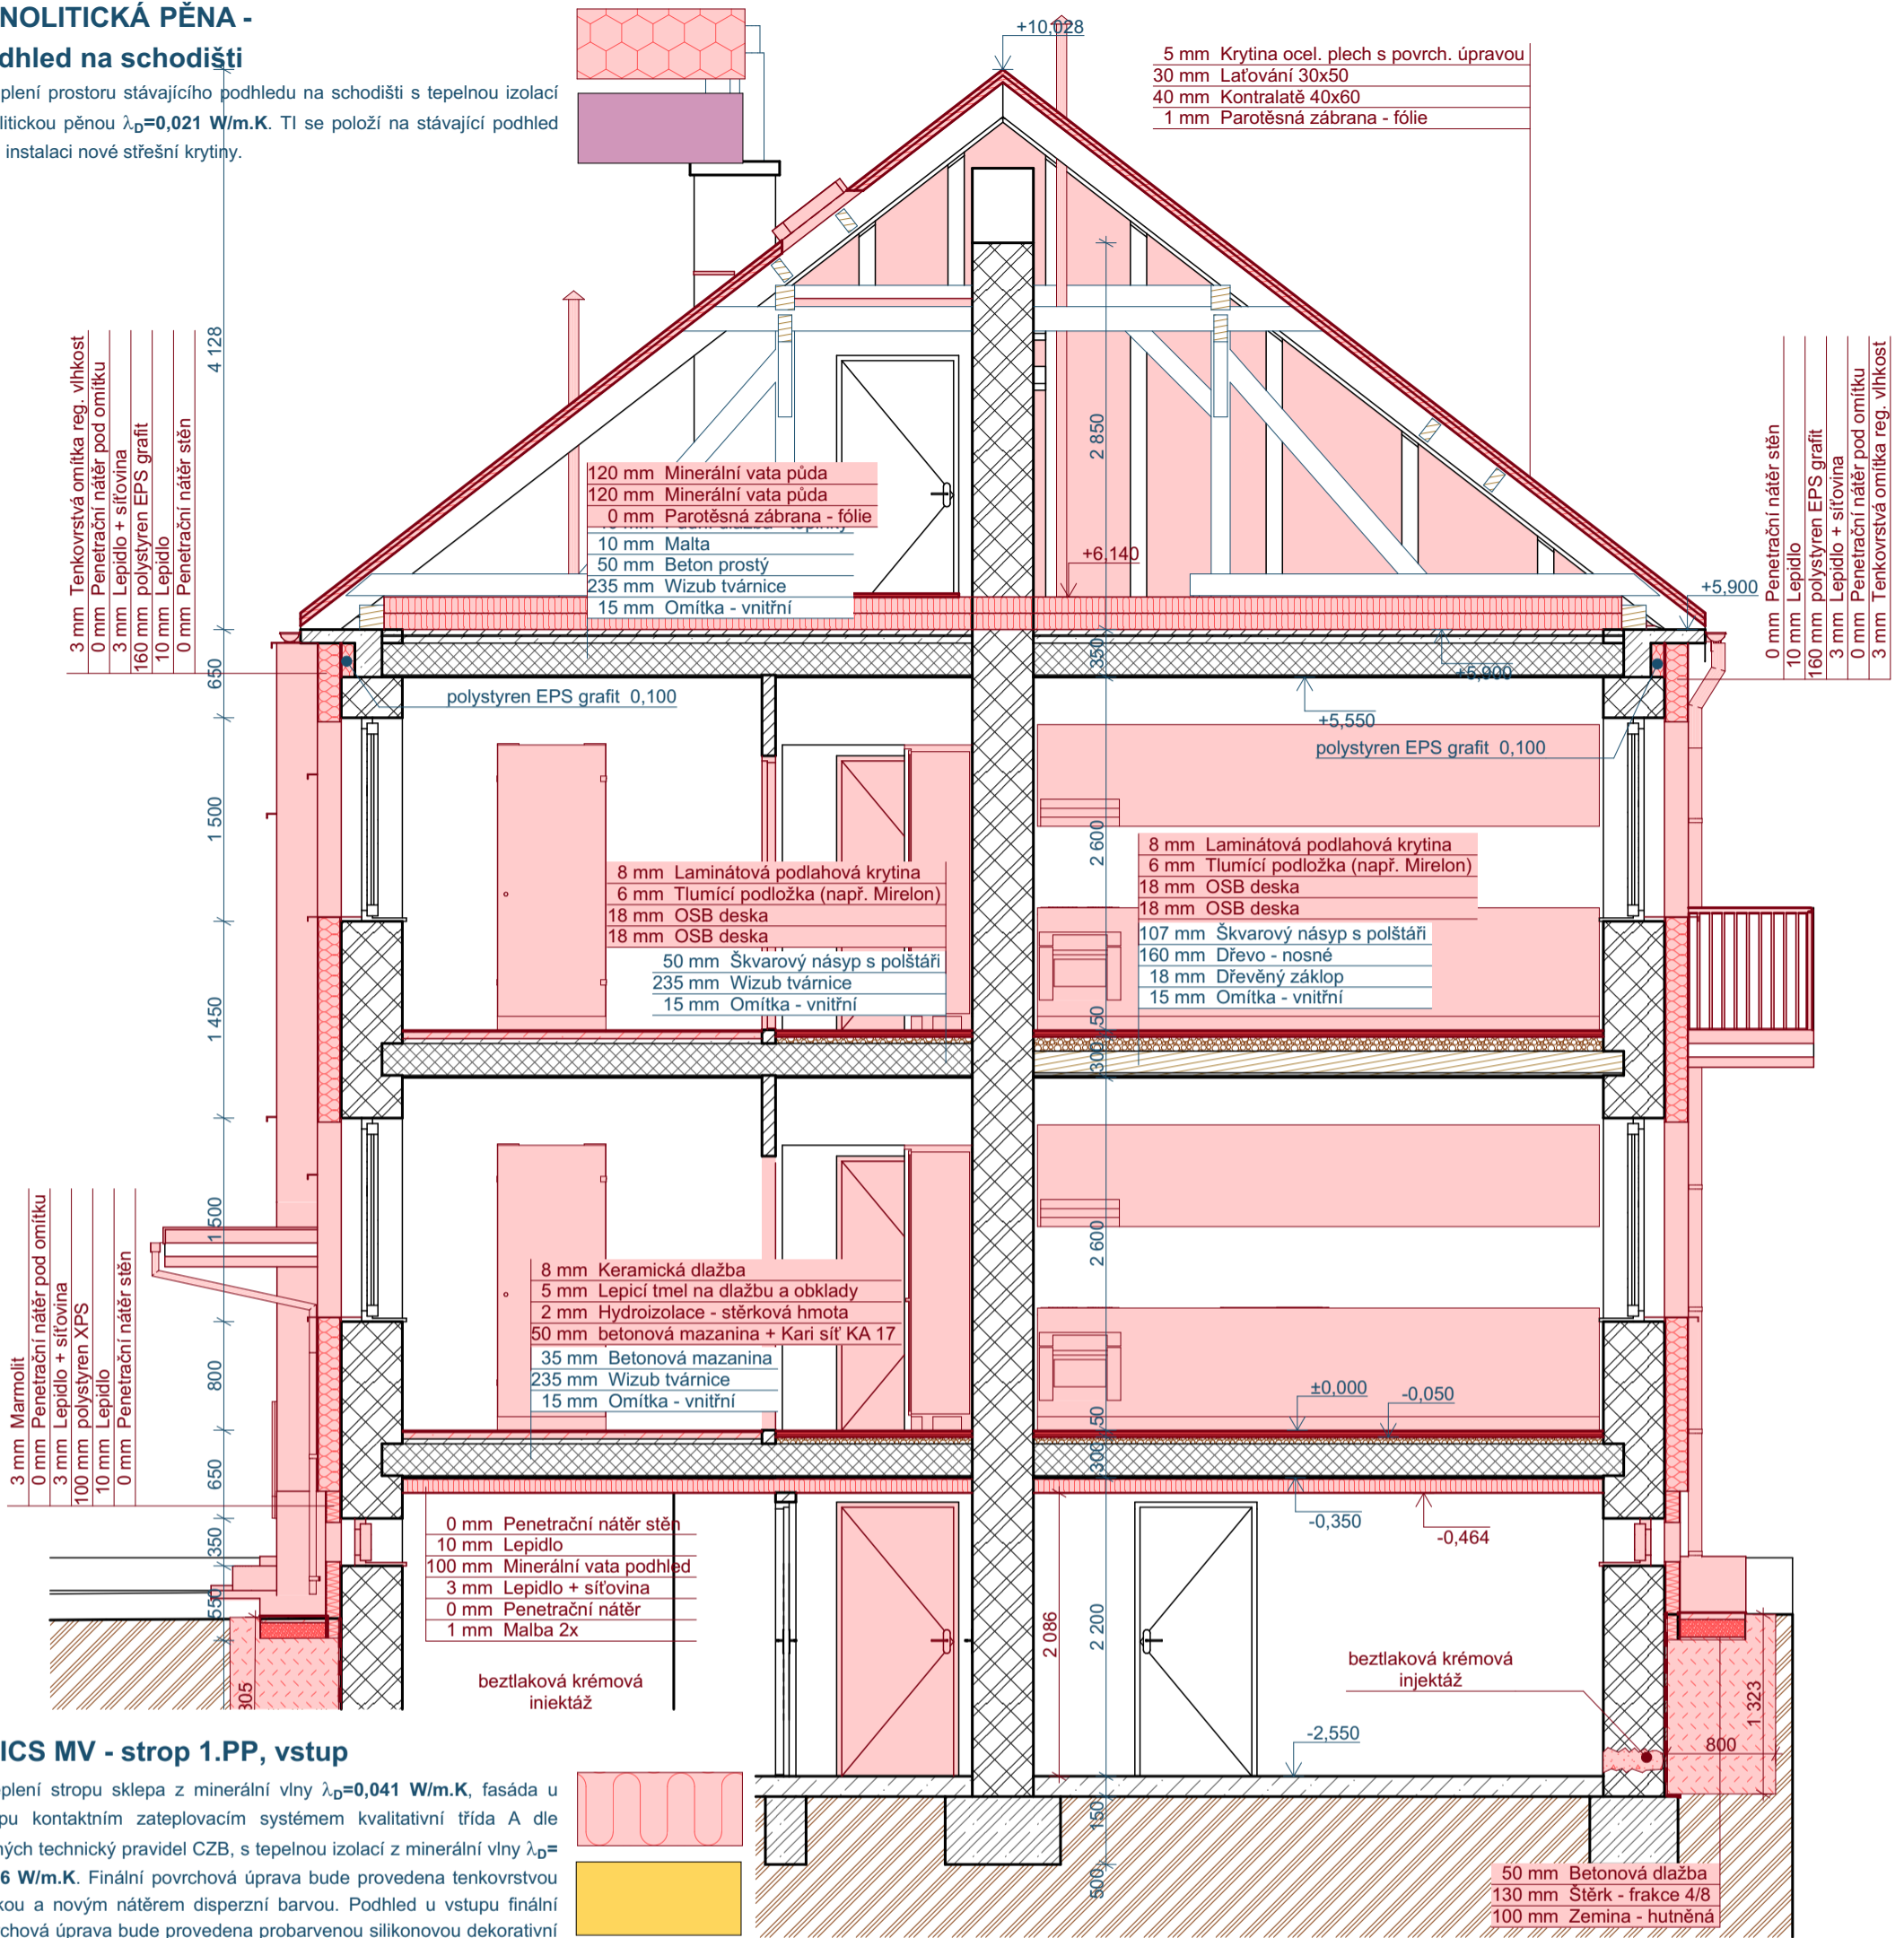 NOLITICKÁ PĚNA -
dhled na schodišti
plení prostoru stávajícího podhledu na schodišti s tepelnou izolací
litickou pěnou λD=0,021 W/m.K. TI se položí na stávající podhled
instalaci nové střešní krytiny.
+10,028
5 mm Krytina ocel. plech s povrch. úpravou
30 mm Laťování 30x50
40 mm Kontralatě 40x60
1 mm Parotěsná zábrana - fólie
4 128
2 850
3 mm Tenkovrstvá omítka reg. vlhkost
0 mm Penetrační nátěr pod omítku
3 mm Lepidlo + síťovina
160 mm polystyren EPS grafit
10 mm Lepidlo
0 mm Penetrační nátěr stěn
0 mm Penetrační nátěr stěn
10 mm Lepidlo
160 mm polystyren EPS grafit
3 mm Lepidlo + síťovina
0 mm Penetrační nátěr pod omítku
3 mm Tenkovrstvá omítka reg. vlhkost
120 mm Minerální vata půda
120 mm Minerální vata půda
0 mm Parotěsná zábrana - fólie
10 mm Malta
50 mm Beton prostý
235 mm Wizub tvárnice
15 mm Omítka - vnitřní
+6,140
+5,900
650
350
+5,900
polystyren EPS grafit 0,100
+5,550
polystyren EPS grafit 0,100
1 500
2 600
8 mm Laminátová podlahová krytina
6 mm Tlumící podložka (např. Mirelon)
18 mm OSB deska
18 mm OSB deska
50 mm Škvarový násyp s polštáři
235 mm Wizub tvárnice
15 mm Omítka - vnitřní
8 mm Laminátová podlahová krytina
6 mm Tlumící podložka (např. Mirelon)
18 mm OSB deska
18 mm OSB deska
107 mm Škvarový násyp s polštáři
160 mm Dřevo - nosné
18 mm Dřevěný záklop
15 mm Omítka - vnitřní
1 450
50
300
1 500
2 600
3 mm Marmolit
0 mm Penetrační nátěr pod omítku
3 mm Lepidlo + síťovina
100 mm polystyren XPS
10 mm Lepidlo
0 mm Penetrační nátěr stěn
8 mm Keramická dlažba
5 mm Lepicí tmel na dlažbu a obklady
2 mm Hydroizolace - stěrková hmota
50 mm betonová mazanina + Kari síť KA 17
35 mm Betonová mazanina
235 mm Wizub tvárnice
15 mm Omítka - vnitřní
800
±0,000
-0,050
50
300
650
0 mm Penetrační nátěr stěn
10 mm Lepidlo
100 mm Minerální vata podhled
3 mm Lepidlo + síťovina
0 mm Penetrační nátěr
1 mm Malba 2x
-0,350
-0,464
350
550
2 086
2 200
305
beztlaková krémová
injektáž
beztlaková krémová
injektáž
1 323
800
-2,550
150
500
ICS MV - strop 1.PP, vstup
eplení stropu sklepa z minerální vlny λD=0,041 W/m.K, fasáda u
pu kontaktním zateplovacím systémem kvalitativní třída A dle
ných technický pravidel CZB, s tepelnou izolací z minerální vlny λD=
6 W/m.K. Finální povrchová úprava bude provedena tenkovrstvou
kou a novým nátěrem disperzní barvou. Podhled u vstupu finální
chová úprava bude provedena probarvenou silikonovou dekorativní
50 mm Betonová dlažba
130 mm Štěrk - frakce 4/8
100 mm Zemina - hutněná